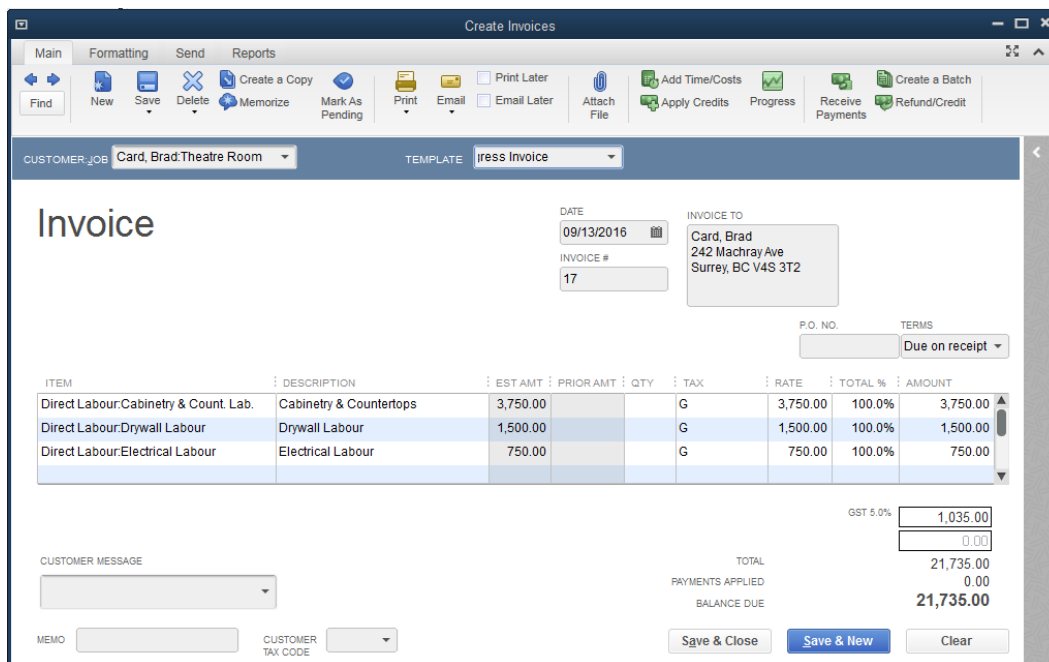 Create Invoices
Main Formatting Send Reports
Find New Save Delete Create a Copy Memorize Mark As Pending Print Email Print Later Email Later Attach File Add Time/Costs Apply Credits Progress Receive Payments Create a Batch Refund/Credit
CUSTOMER:JOB Card, Brad:Theatre Room TEMPLATE ress Invoice
Invoice
DATE
09/13/2016
INVOICE #
17
INVOICE TO
Card, Brad
242 Machray Ave
Surrey, BC V4S 3T2
P.O. NO. TERMS
Due on receipt
ITEM DESCRIPTION EST AMT PRIOR AMT QTY TAX RATE TOTAL % AMOUNT
Direct Labour:Cabinetry & Count. Lab. Cabinetry & Countertops 3,750.00 G 3,750.00 100.0% 3,750.00
Direct Labour:Drywall Labour Drywall Labour 1,500.00 G 1,500.00 100.0% 1,500.00
Direct Labour:Electrical Labour Electrical Labour 750.00 G 750.00 100.0% 750.00
GST 5.0% 1,035.00
0.00
CUSTOMER MESSAGE
TOTAL 21,735.00
PAYMENTS APPLIED 0.00
BALANCE DUE 21,735.00
MEMO CUSTOMER TAX CODE
Save & Close Save & New Clear